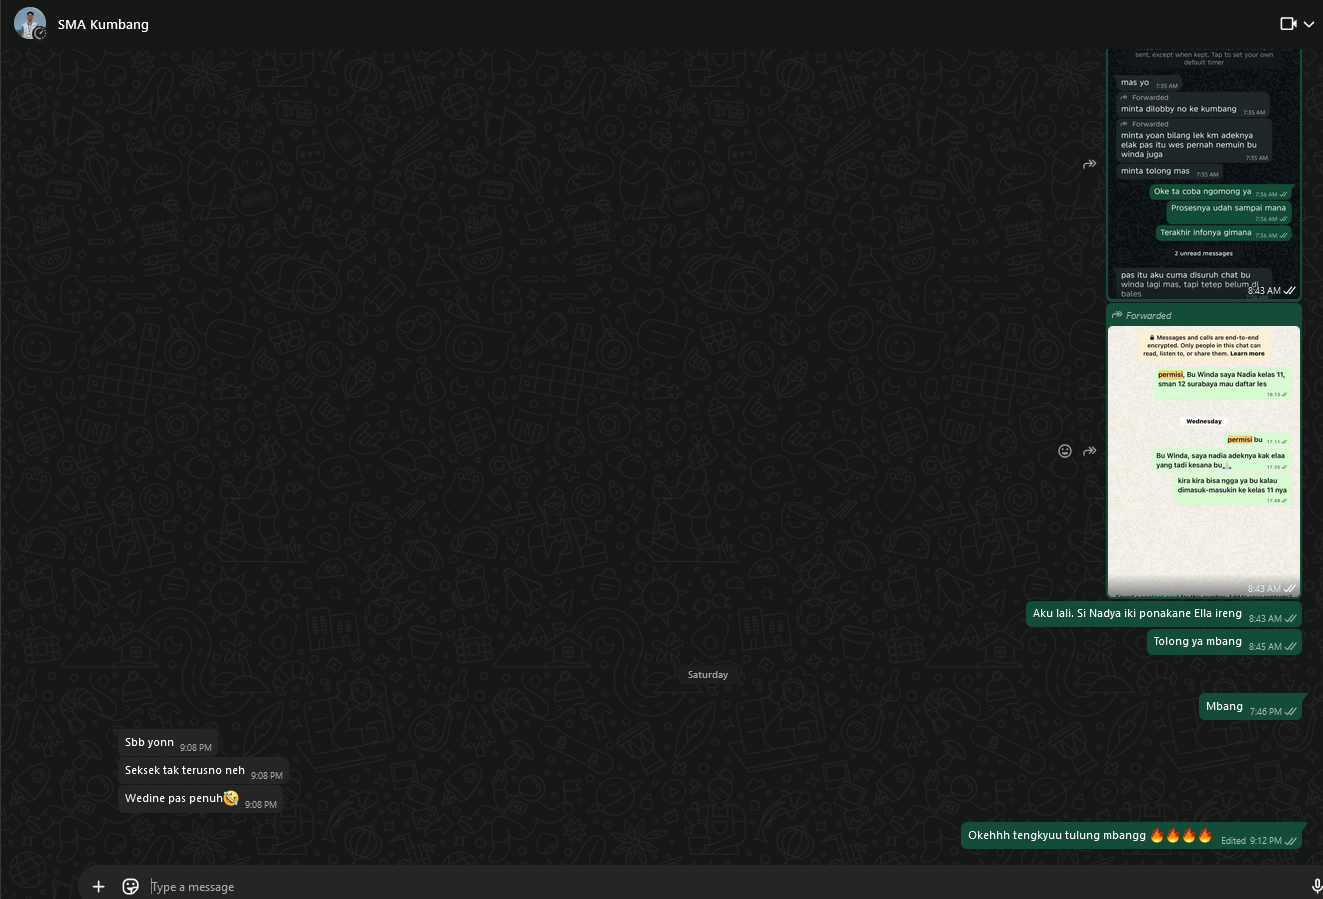 SMA Kumbang
sent, except when kept. Tap to set your own
default timer
mas yo 7:35 AM
Forwarded
minta dilobby no ke kumbang 7:35 AM
Forwarded
minta yoan bilang lek km adeknya
elak pas itu wes pernah nemuin bu
winda juga
7:35 AM
minta tolong mas 7:35 AM
Oke ta coba ngomong ya 7:36 AM
Prosesnya udah sampai mana
7:36 AM
Terakhir infonya gimana 7:36 AM
2 unread messages
pas itu aku cuma disuruh chat bu
winda lagi mas, tapi tetep belum di
bales
8:43 AM
Forwarded
Messages and calls are end-to-end
encrypted. Only people in this chat can
read, listen to, or share them. Learn more
permisi, Bu Winda saya Nadia kelas 11,
sman 12 surabaya mau daftar les
19.13
Wednesday
permisi bu 17.11
Bu Winda, saya nadia adeknya kak elaa
yang tadi kesana bu🙏🏻 17.35
kira kira bisa ngga ya bu kalau
dimasuk-masukin ke kelas 11 nya
17.48
8:43 AM
Aku lali. Si Nadya iki ponakane Ella ireng 8:43 AM
Tolong ya mbang 8:45 AM
Saturday
Mbang 7:46 PM
Sbb yonn 9:08 PM
Seksek tak terusno neh 9:08 PM
Wedine pas penuh🤣 9:08 PM
Okehhh tengkyuu tulung mbangg 🔥🔥🔥🔥 Edited 9:12 PM
Type a message